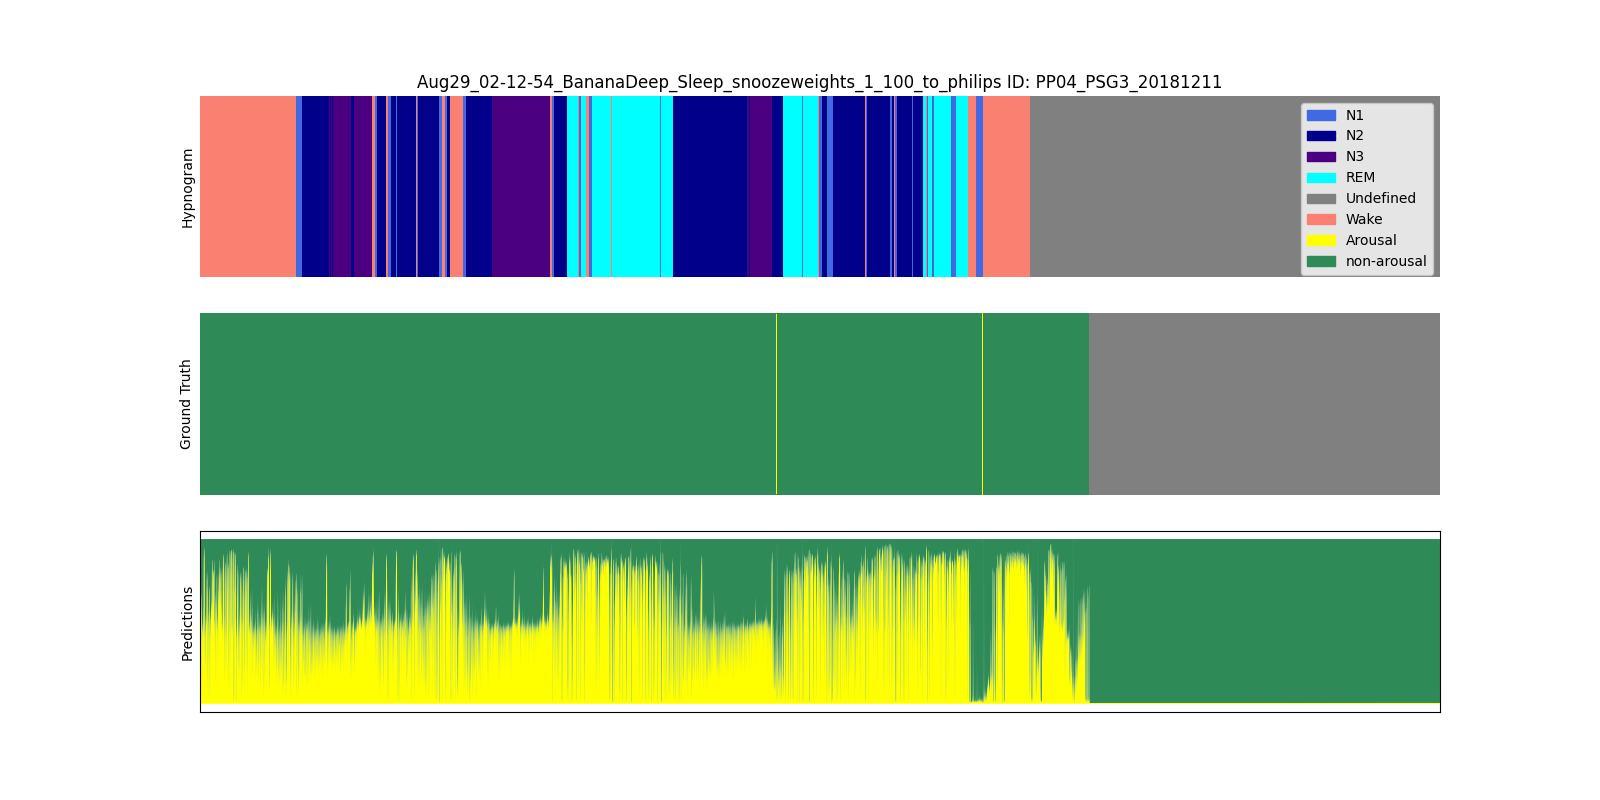 Aug29_02-12-54_BananaDeep_Sleep_snoozeweights_1_100_to_philips ID: PP04_PSG3_20181211
Hypnogram
N1
N2
N3
REM
Undefined
Wake
Arousal
non-arousal
Ground Truth
Predictions